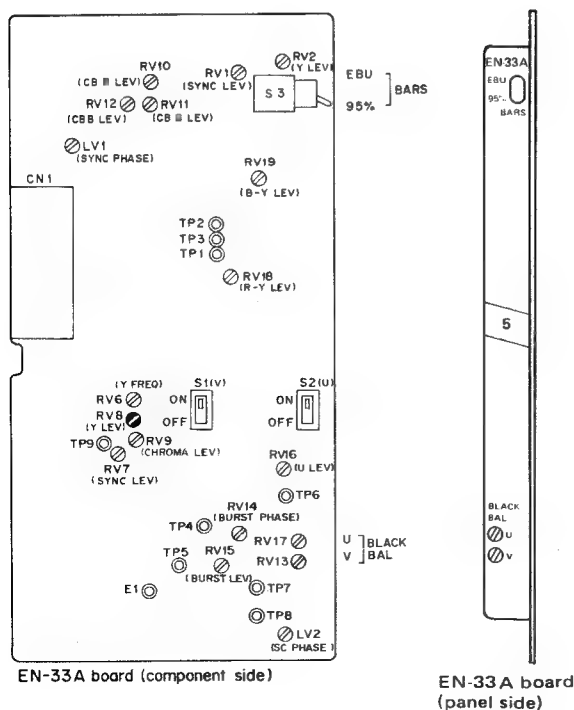 RV10
(CB Ⅲ LEV)
RV1
(SYNC LEV)
RV2
(Y LEV)
EBU
95%
BARS
S3
RV12
(CBB LEV)
RV11
(CB Ⅲ LEV)
LV1
(SYNC PHASE)
CN1
RV19
(B-Y LEV)
TP2
TP3
TP1
RV18
(R-Y LEV)
(Y FREQ)
RV6
RV8
(Y LEV)
TP9
RV9
(CHROMA LEV)
RV7
(SYNC LEV)
S1(V)
ON
OFF
S2(U)
ON
OFF
RV16
(U LEV)
TP6
RV14
(BURST PHASE)
TP4
RV17
RV13
U
V
BLACK
BAL
TP5
RV15
(BURST LEV)
E1
TP7
TP8
LV2
(SC PHASE)
EN-33A board (component side)
EN-33A
EBU
95%
BARS
5
BLACK
BAL
U
V
EN-33A board
(panel side)